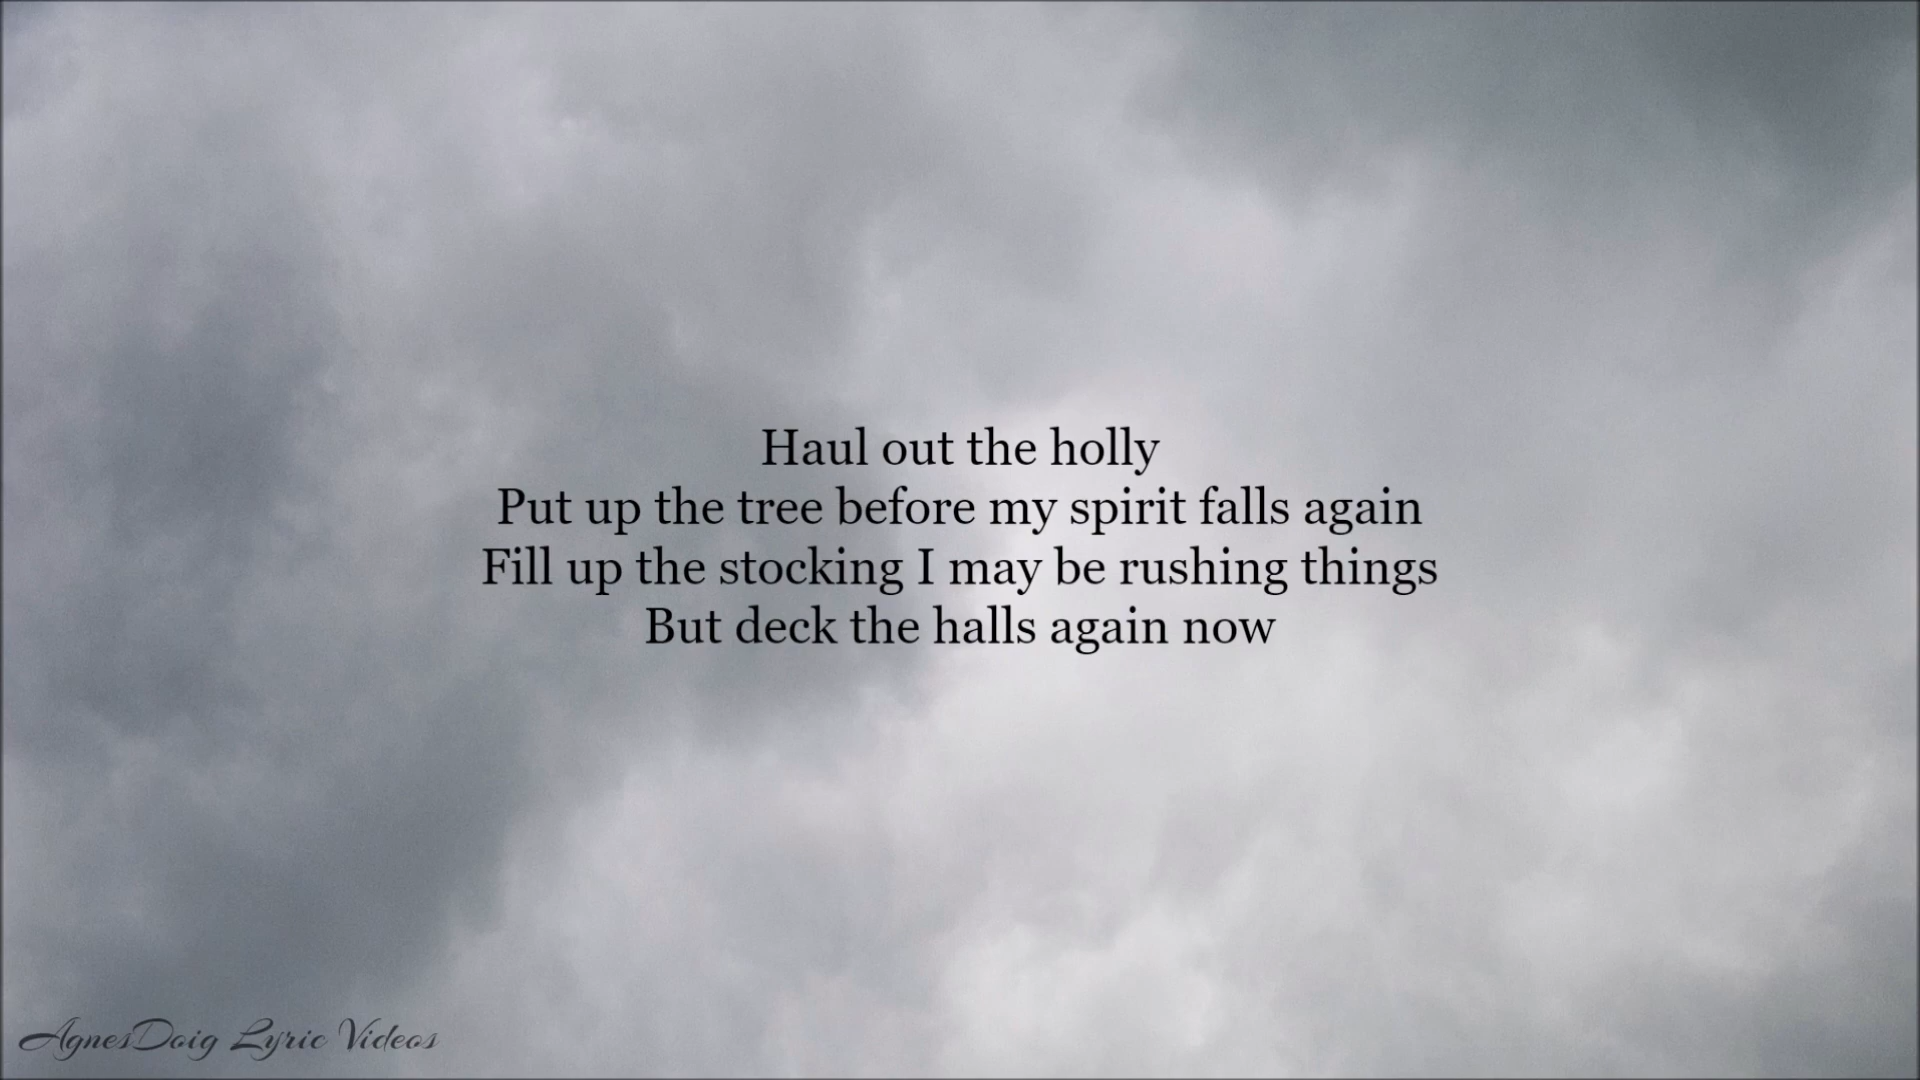 Haul out the holly
Put up the tree before my spirit falls again
Fill up the stocking I may be rushing things
But deck the halls again now
AgnesDoig Lyric Videos